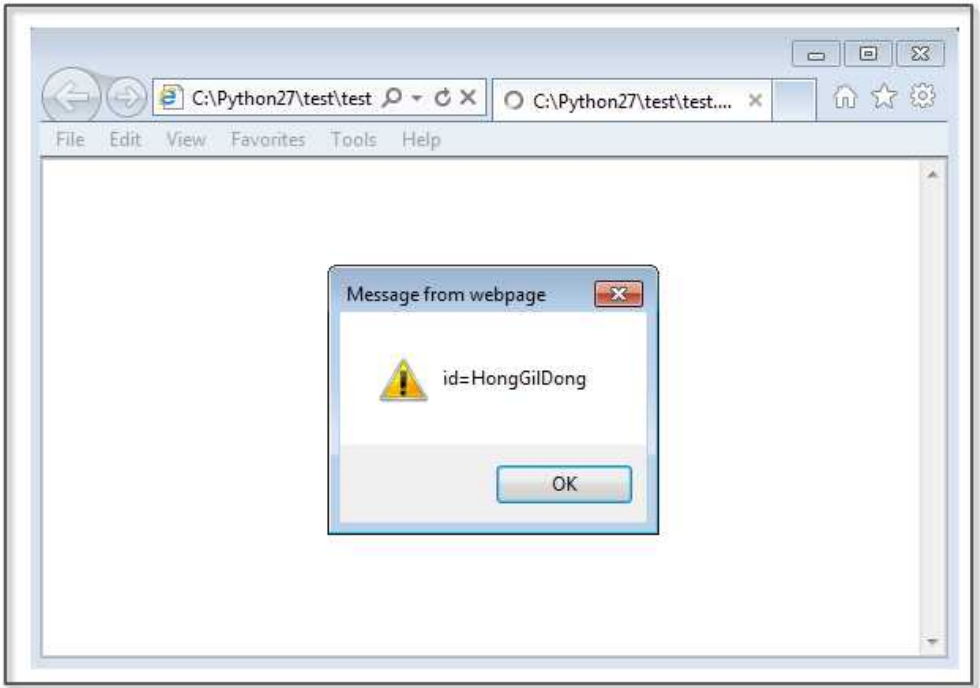 C:\Python27\test\test
C:\Python27\test\test....
File Edit View Favorites Tools Help
Message from webpage
id=HongGilDong
OK